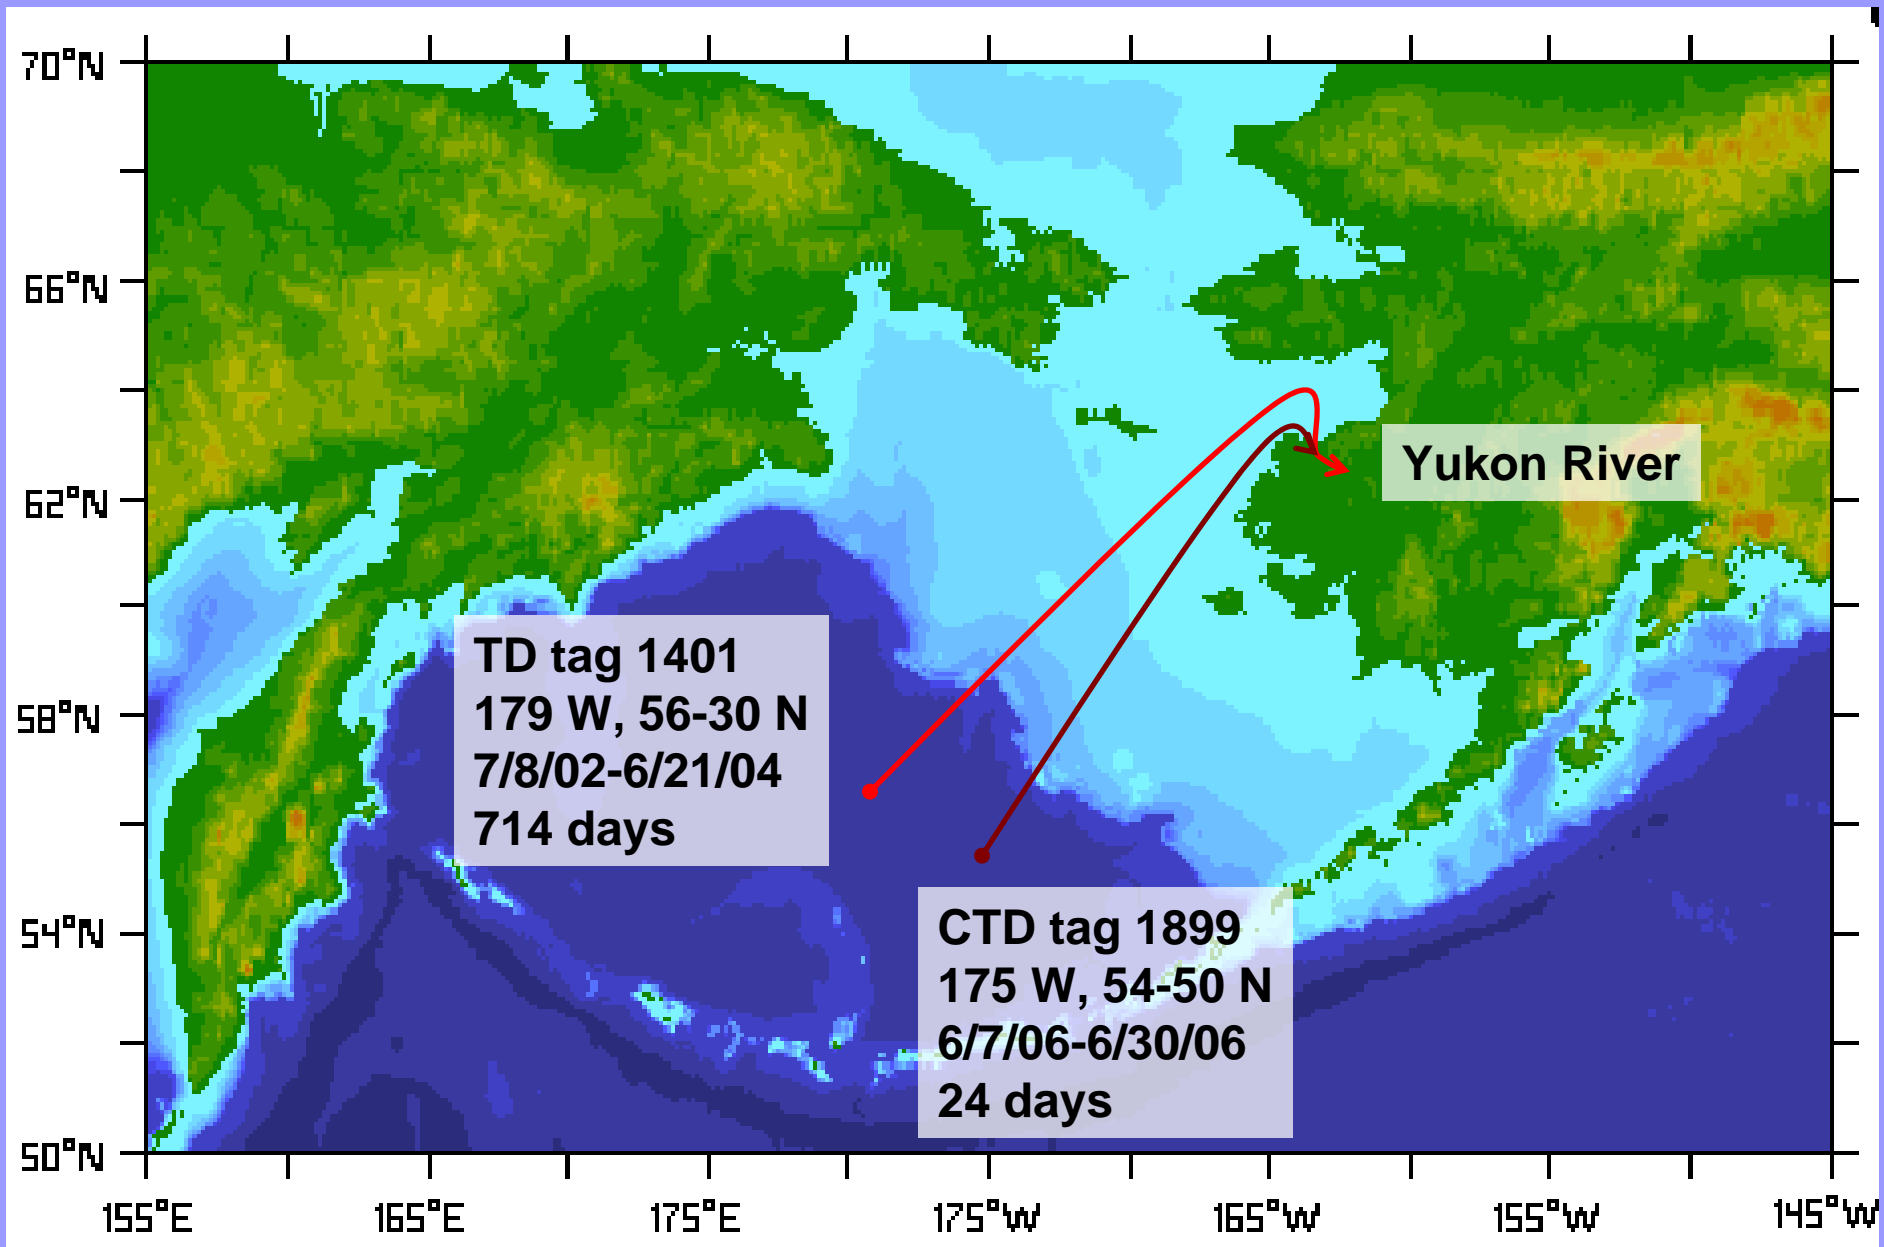 70°N
66°N
62°N
58°N
54°N
50°N
Yukon River
TD tag 1401
179 W, 56-30 N
7/8/02-6/21/04
714 days
CTD tag 1899
175 W, 54-50 N
6/7/06-6/30/06
24 days
155°E
165°E
175°E
175°W
165°W
155°W
145°W